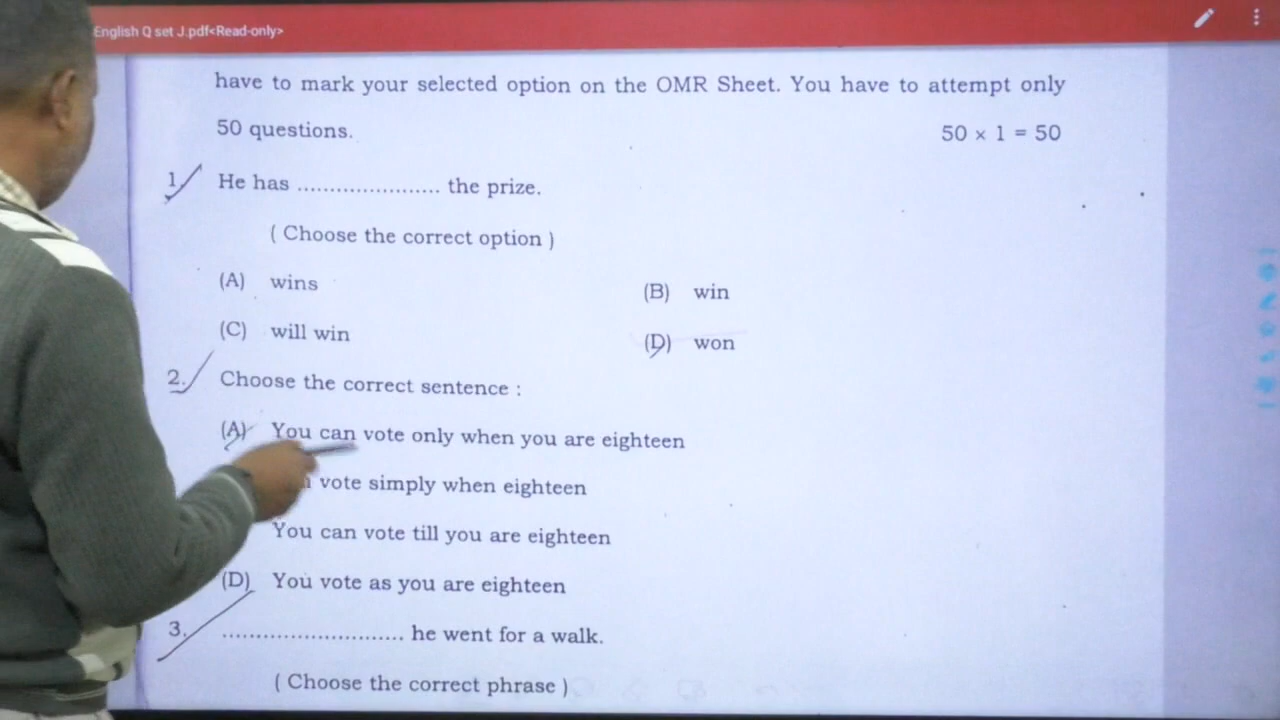 English Q set J.pdf<Read-only>
have to mark your selected option on the OMR Sheet. You have to attempt only
50 questions. 50 × 1 = 50
1. He has ...................... the prize.
( Choose the correct option )
(A) wins
(B) win
(C) will win
(D) won
2. Choose the correct sentence :
(A) You can vote only when you are eighteen
vote simply when eighteen
You can vote till you are eighteen
(D) You vote as you are eighteen
3. ............................ he went for a walk.
( Choose the correct phrase )